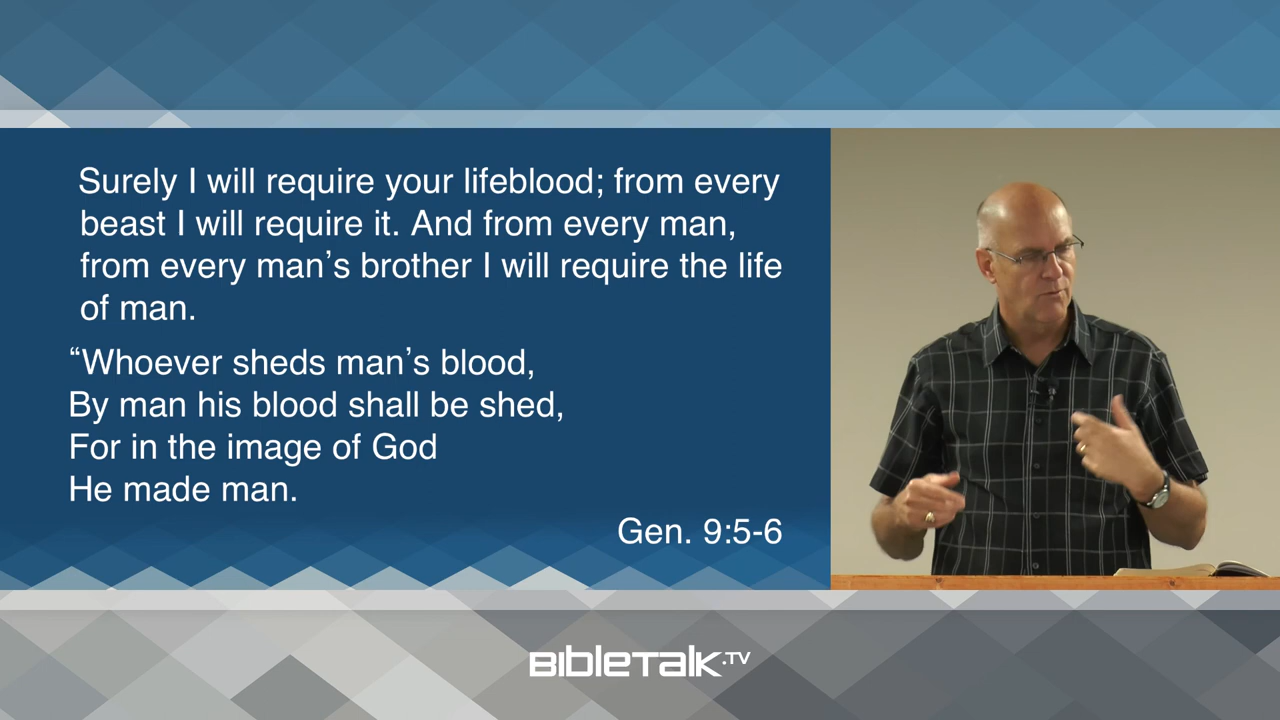 Surely I will require your lifeblood; from every
beast I will require it. And from every man,
from every man’s brother I will require the life
of man.
“Whoever sheds man’s blood,
By man his blood shall be shed,
For in the image of God
He made man.
Gen. 9:5-6
BibleTalk.TV